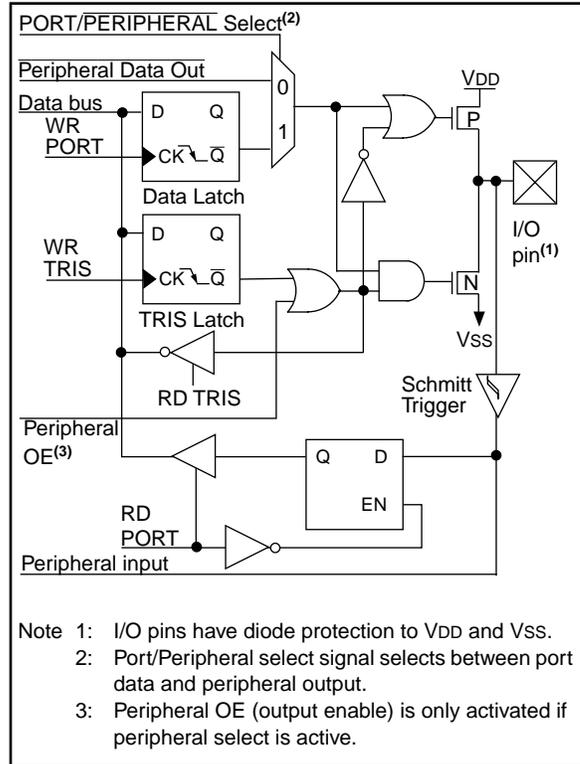 PORT/PERIPHERAL Select(2)
Peripheral Data Out
Data bus
WR
PORT
D Q
CK Q
Data Latch
0
1
VDD
P
I/O
pin(1)
WR
TRIS
D Q
CK Q
TRIS Latch
N
VSS
RD TRIS
Schmitt
Trigger
Peripheral
OE(3)
Q D
EN
RD
PORT
Peripheral input
Note 1: I/O pins have diode protection to VDD and VSS.
2: Port/Peripheral select signal selects between port
data and peripheral output.
3: Peripheral OE (output enable) is only activated if
peripheral select is active.